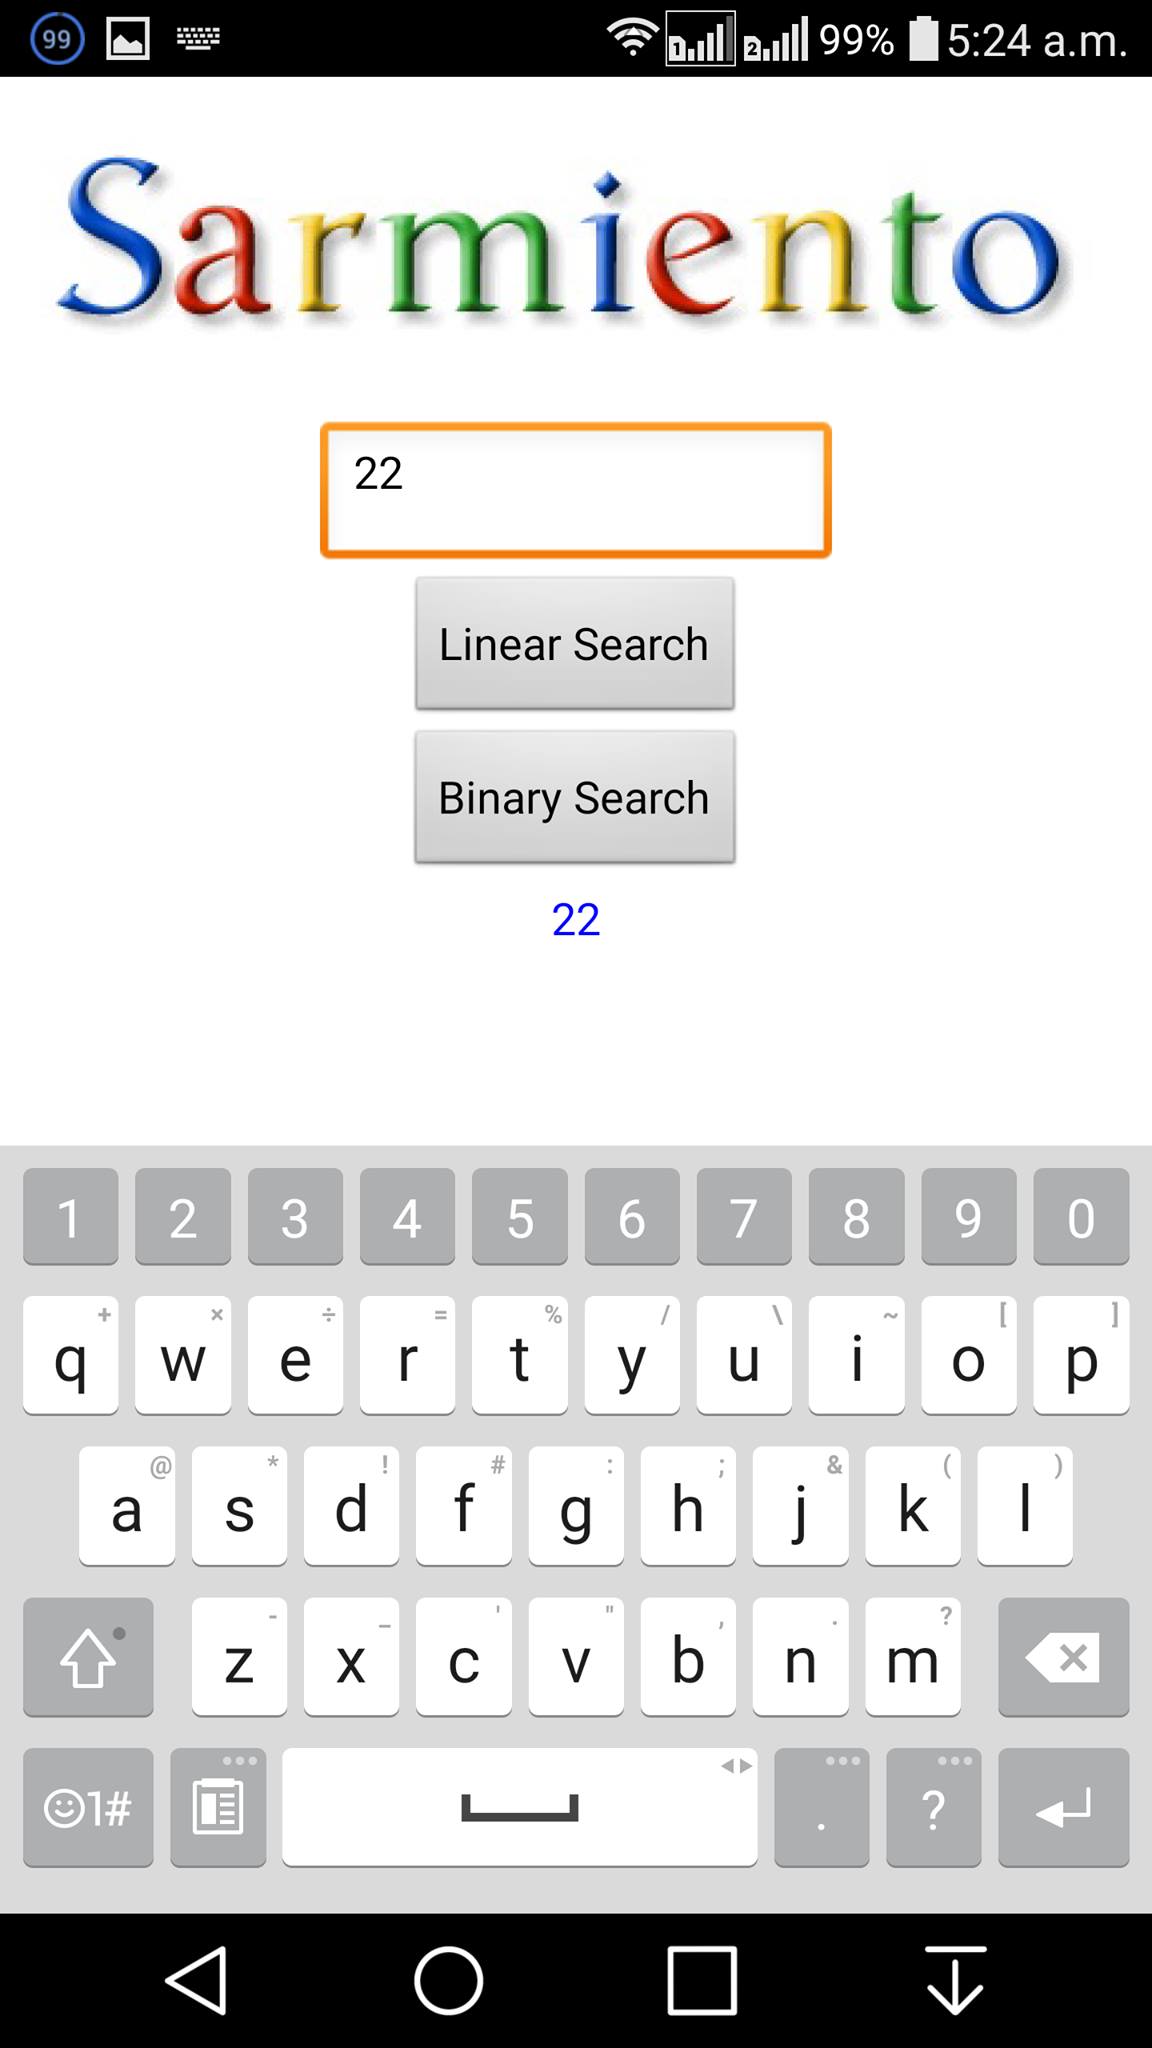 99 99% 5:24 a.m.
Sarmiento
22
Linear Search
Binary Search
22
1 2 3 4 5 6 7 8 9 0
+ × ÷ = % / \ ~ [ ]
q w e r t y u i o p
@ * ! # : ; & ( )
a s d f g h j k l
- _ ' " , . ?
z x c v b n m
1# . ?